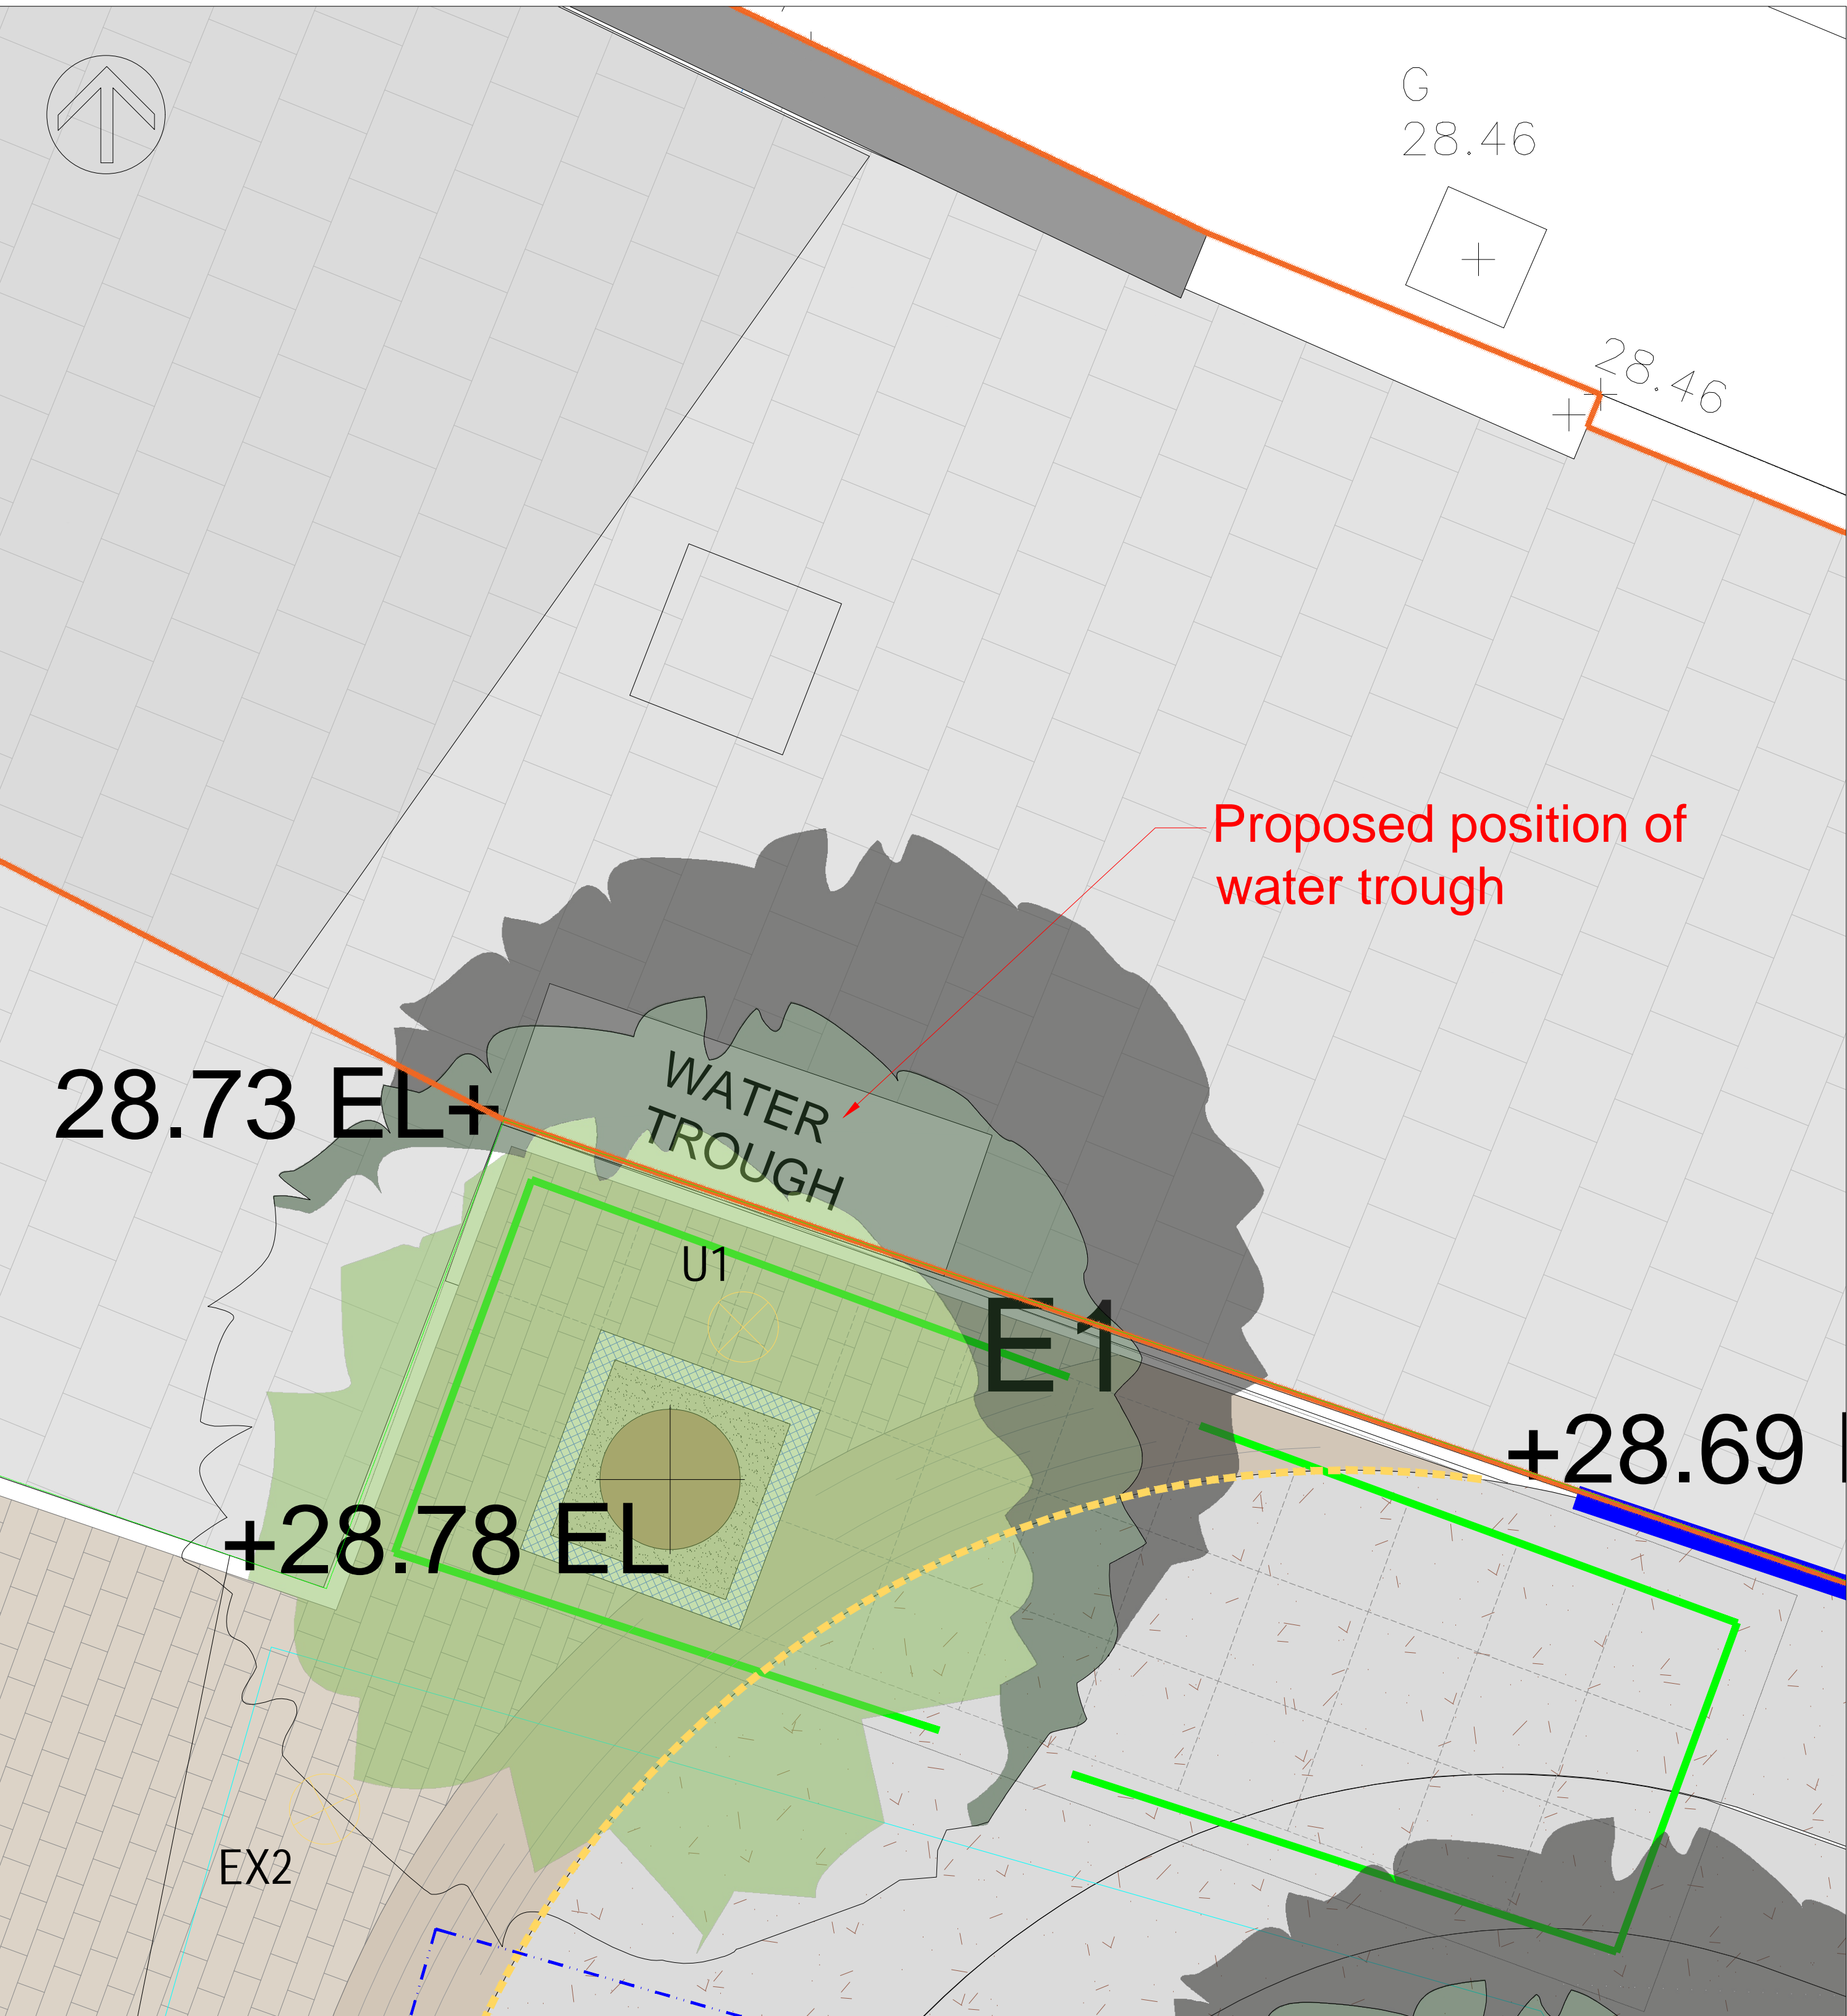 G
28.46
28.46
Proposed position of
water trough
WATER
TROUGH
28.73 EL+
U1
E1
+28.69
+28.78 EL
EX2